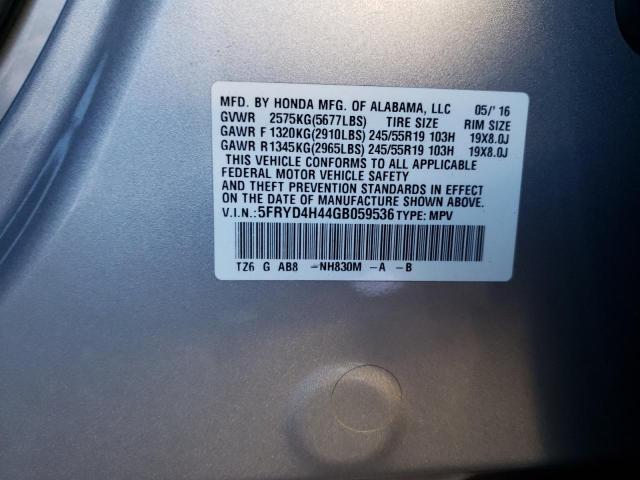 MFD. BY HONDA MFG. OF ALABAMA, LLC 05/'16
GVWR 2575KG(5677LBS) TIRE SIZE RIM SIZE
GAWR F 1320KG(2910LBS) 245/55R19 103H 19X8.0J
GAWR R1345KG(2965LBS) 245/55R19 103H 19X8.0J
THIS VEHICLE CONFORMS TO ALL APPLICABLE
FEDERAL MOTOR VEHICLE SAFETY
AND THEFT PREVENTION STANDARDS IN EFFECT
ON THE DATE OF MANUFACTURE SHOWN ABOVE.
V.I.N.:5FRYD4H44GB059536 TYPE: MPV
TZ6 G AB8 -NH830M -A -B